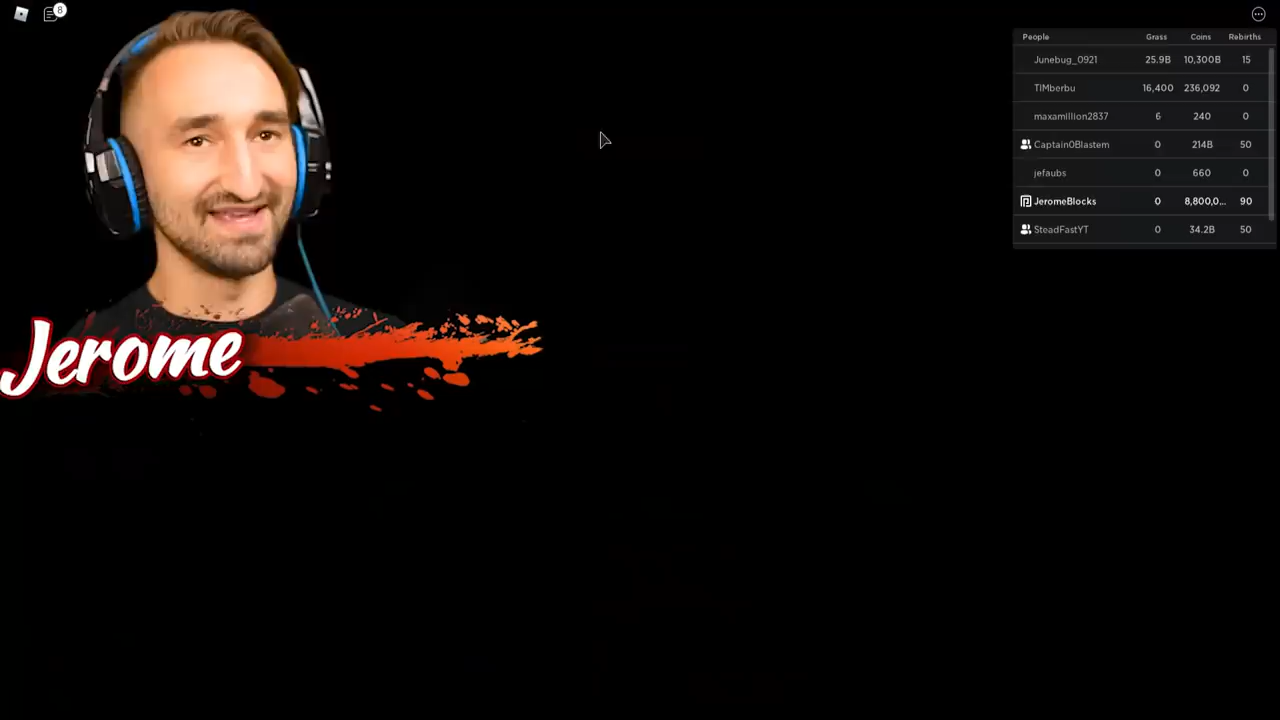 8
People Grass Coins Rebirths
Junebug_0921 25.9B 10,300B 15
TIMberbu 16,400 236,092 0
maxamillion2837 6 240 0
Captain0Blastem 0 214B 50
jefaubs 0 660 0
JeromeBlocks 0 8,800,0... 90
SteadFastYT 0 34.2B 50
Jerome